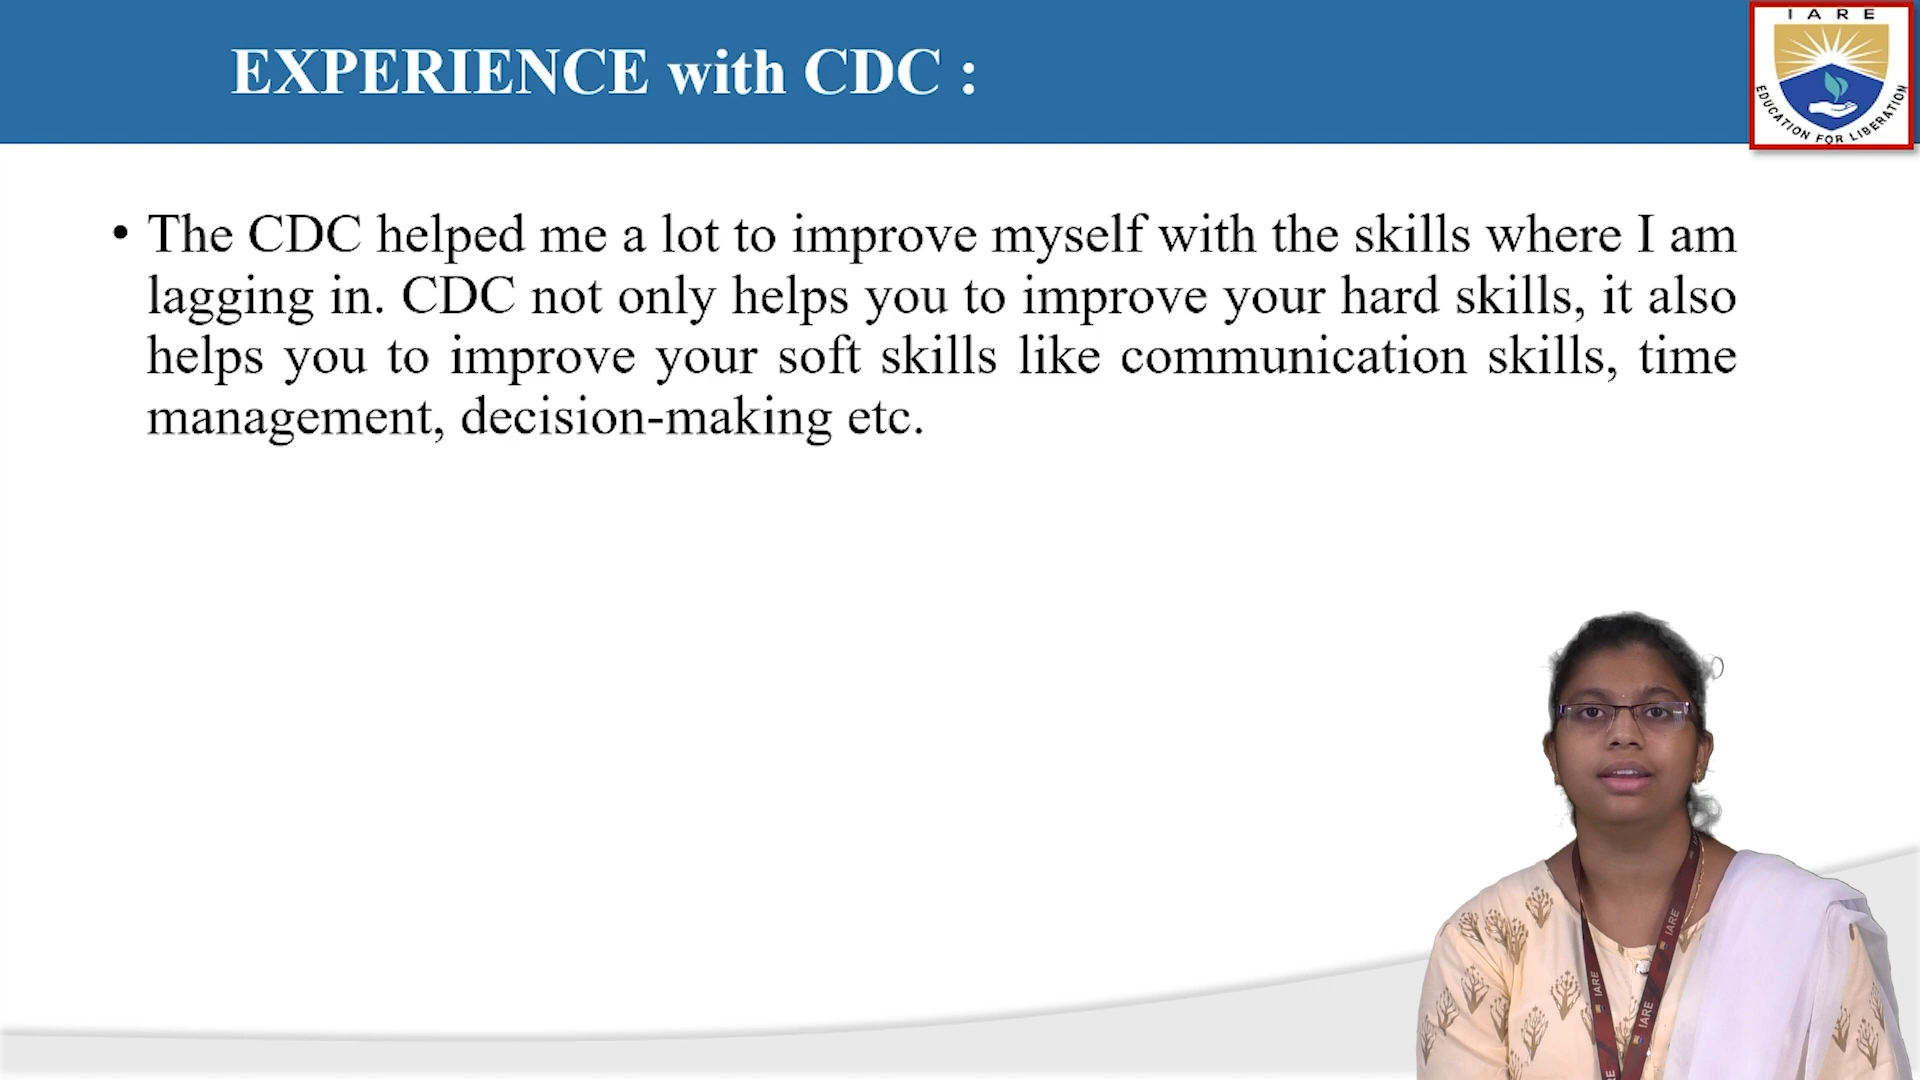 EXPERIENCE with CDC :
I A R E
EDUCATION FOR LIBERATION
• The CDC helped me a lot to improve myself with the skills where I am
lagging in. CDC not only helps you to improve your hard skills, it also
helps you to improve your soft skills like communication skills, time
management, decision-making etc.
IARE
IARE
IARE